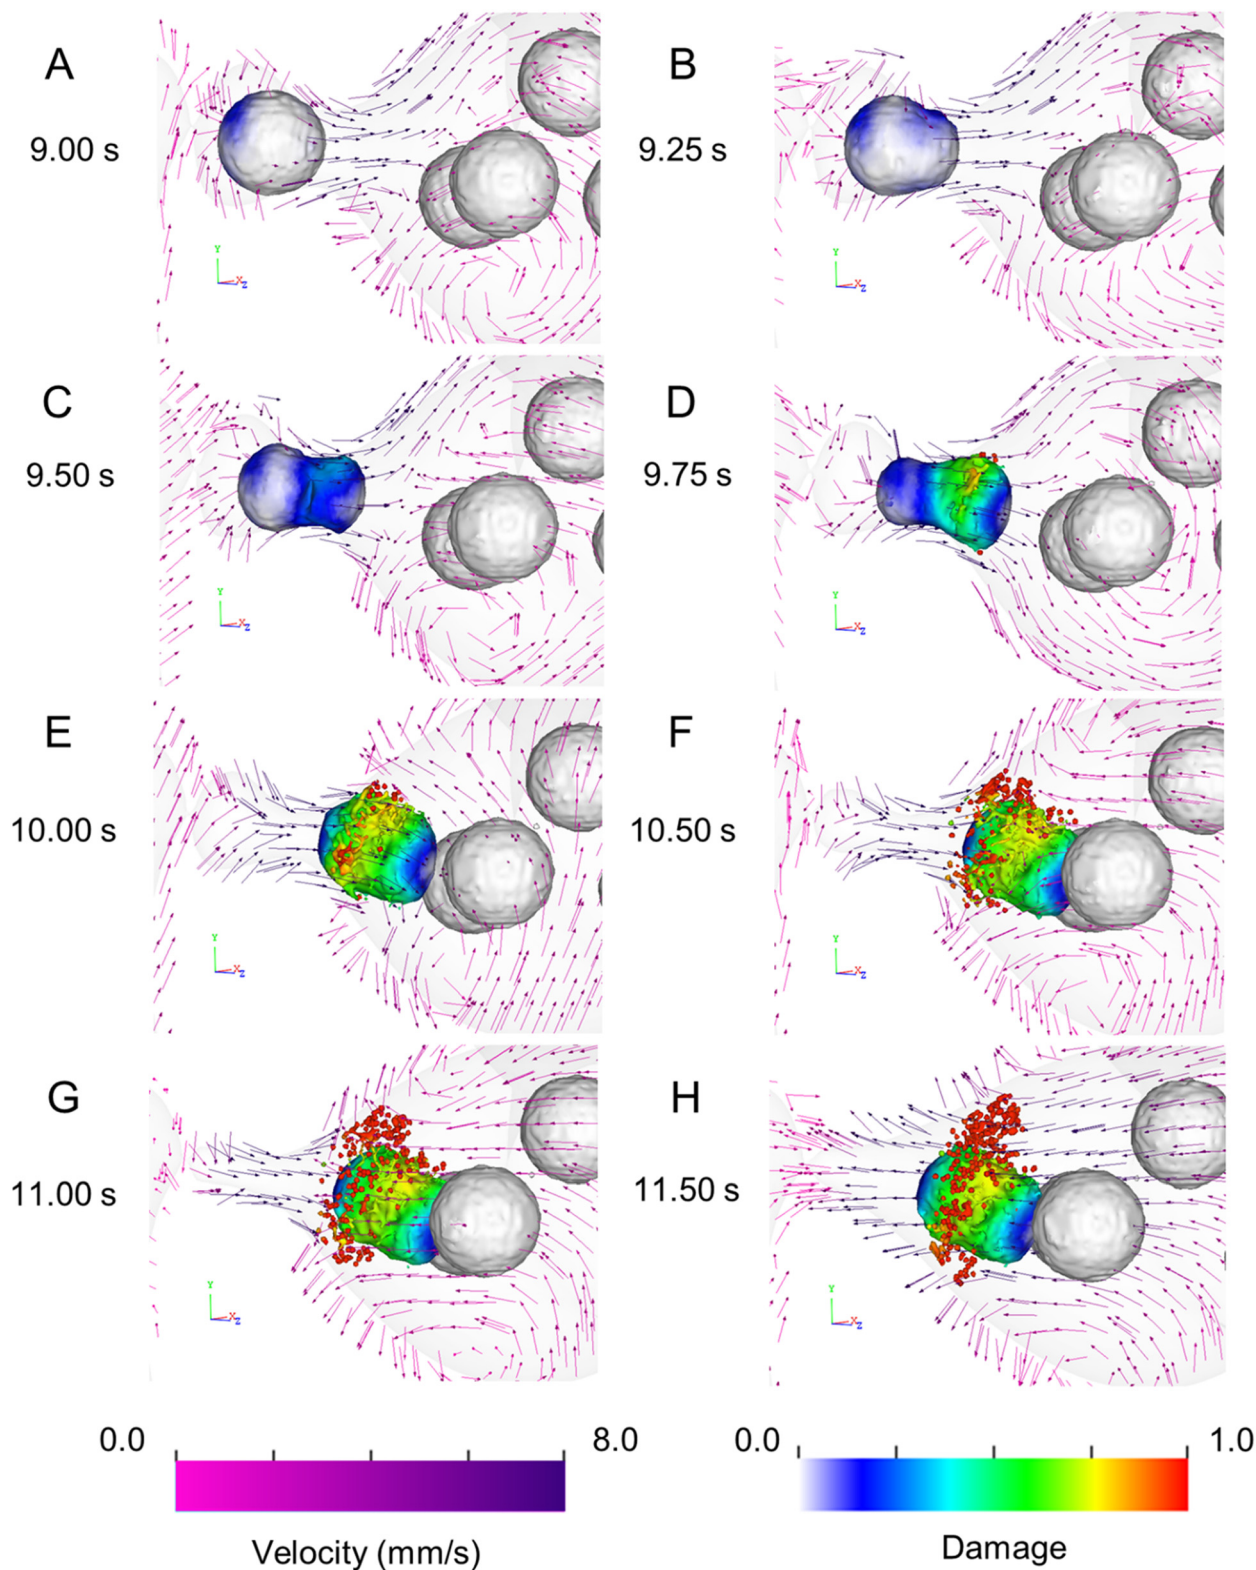 A
B
9.00 s
9.25 s
Y
X
Z
Y
X
Z
C
D
9.50 s
9.75 s
Y
X
Z
Y
X
Z
E
F
10.00 s
10.50 s
Y
X
Z
Y
X
Z
G
H
11.00 s
11.50 s
Y
X
Z
Y
X
Z
0.0 8.0
0.0 1.0
Velocity (mm/s)
Damage